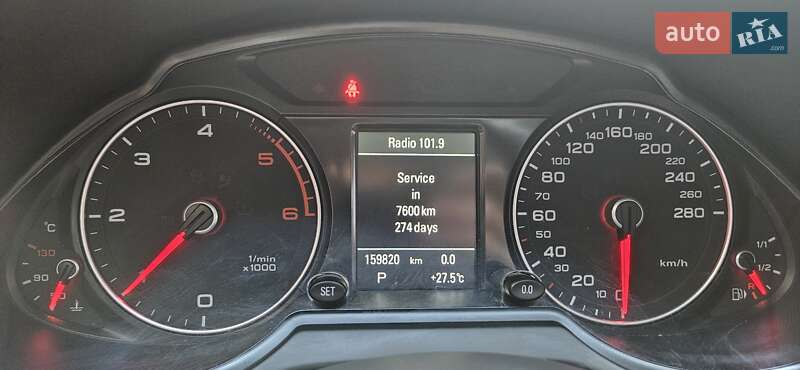 auto RIA .com
Radio 101.9
Service
in
7600 km
274 days
159820 km 0.0
P +27.5°C
0
2
3
4
5
6
1/min
x1000
°C
130
90
SET
0.0
10
20
30
40
50
60
80
100
120
140
160
180
200
220
240
260
280
km/h
1/1
1/2
R